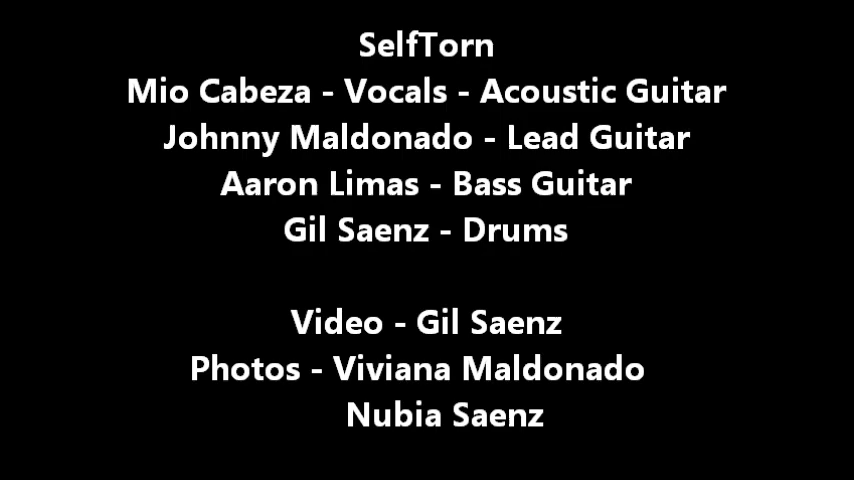 SelfTorn
Mio Cabeza - Vocals - Acoustic Guitar
Johnny Maldonado - Lead Guitar
Aaron Limas - Bass Guitar
Gil Saenz - Drums
Video - Gil Saenz
Photos - Viviana Maldonado
Nubia Saenz